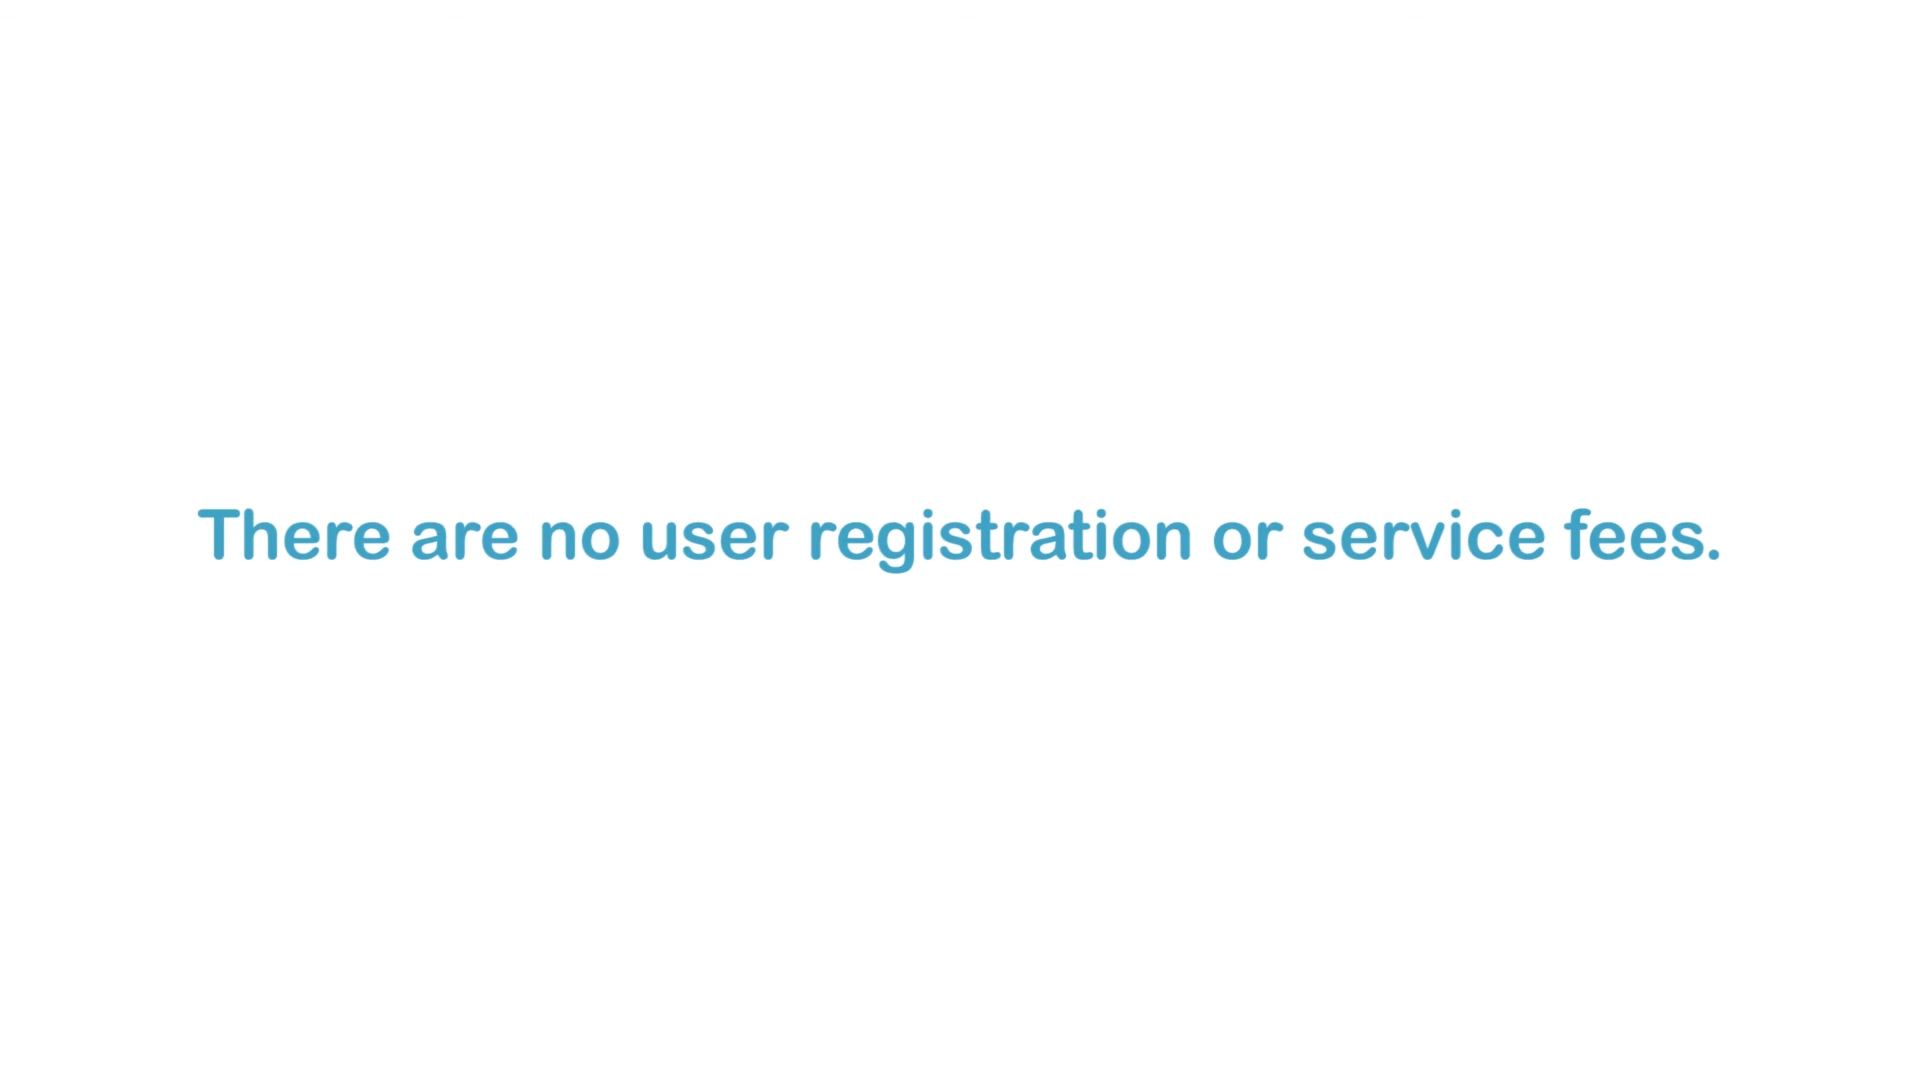 There are no user registration or service fees.